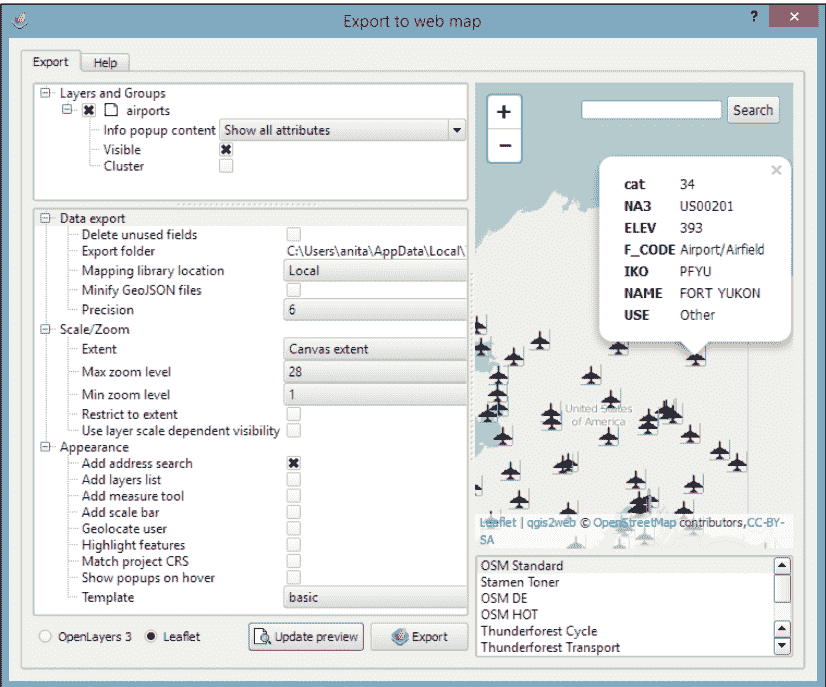 Export to web map
?
×
Export
Help
Layers and Groups
airports
Info popup content Show all attributes
Visible
Cluster
Data export
Delete unused fields
Export folder C:\Users\anita\AppData\Local\
Mapping library location Local
Minify GeoJSON files
Precision 6
Scale/Zoom
Extent Canvas extent
Max zoom level 28
Min zoom level 1
Restrict to extent
Use layer scale dependent visibility
Appearance
Add address search
Add layers list
Add measure tool
Add scale bar
Geolocate user
Highlight features
Match project CRS
Show popups on hover
Template basic
OpenLayers 3
Leaflet
Update preview
Export
+
−
Search
×
cat 34
NA3 US00201
ELEV 393
F_CODE Airport/Airfield
IKO PFYU
NAME FORT YUKON
USE Other
United States
of America
Leaflet | qgis2web © OpenStreetMap contributors,CC-BY-
SA
OSM Standard
Stamen Toner
OSM DE
OSM HOT
Thunderforest Cycle
Thunderforest Transport